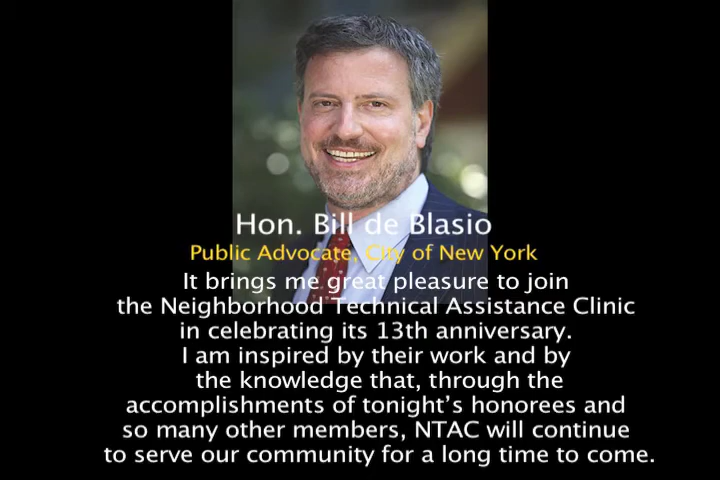 Hon. Bill de Blasio
Public Advocate, City of New York
It brings me great pleasure to join
the Neighborhood Technical Assistance Clinic
in celebrating its 13th anniversary.
I am inspired by their work and by
the knowledge that, through the
accomplishments of tonight's honorees and
so many other members, NTAC will continue
to serve our community for a long time to come.